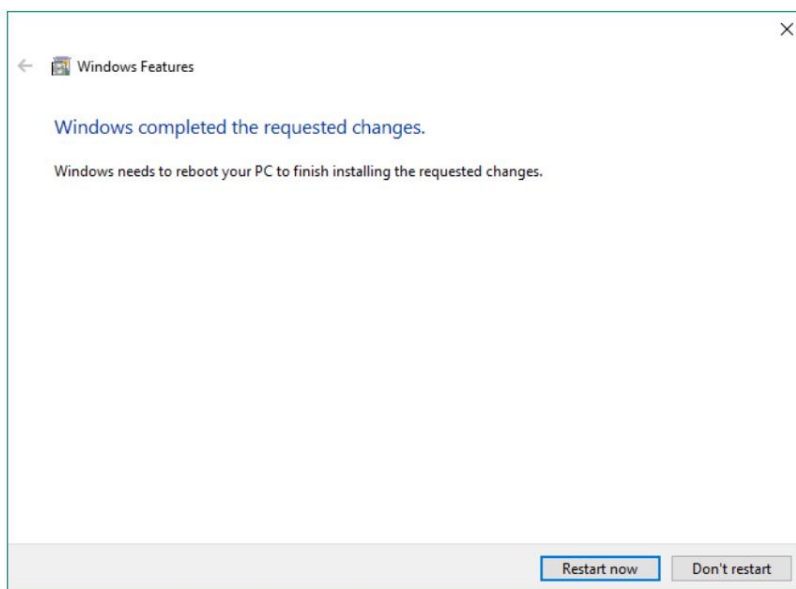 Windows Features
Windows completed the requested changes.
Windows needs to reboot your PC to finish installing the requested changes.
Restart now Don't restart